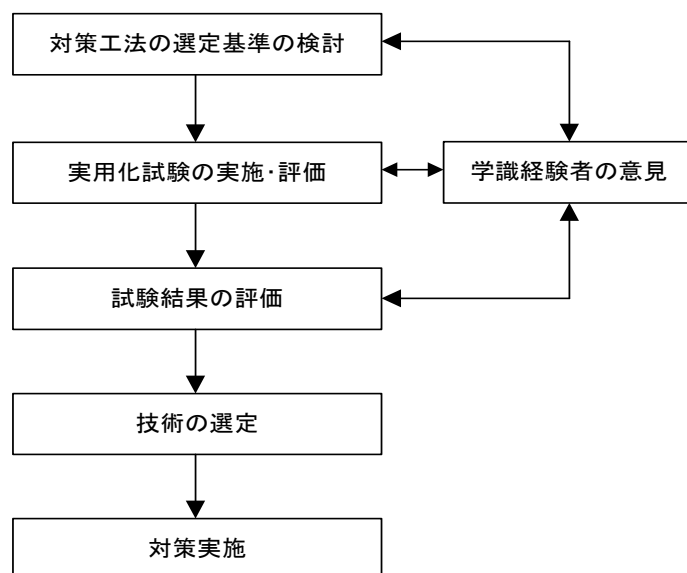 対策工法の選定基準の検討
実用化試験の実施・評価
学識経験者の意見
試験結果の評価
技術の選定
対策実施